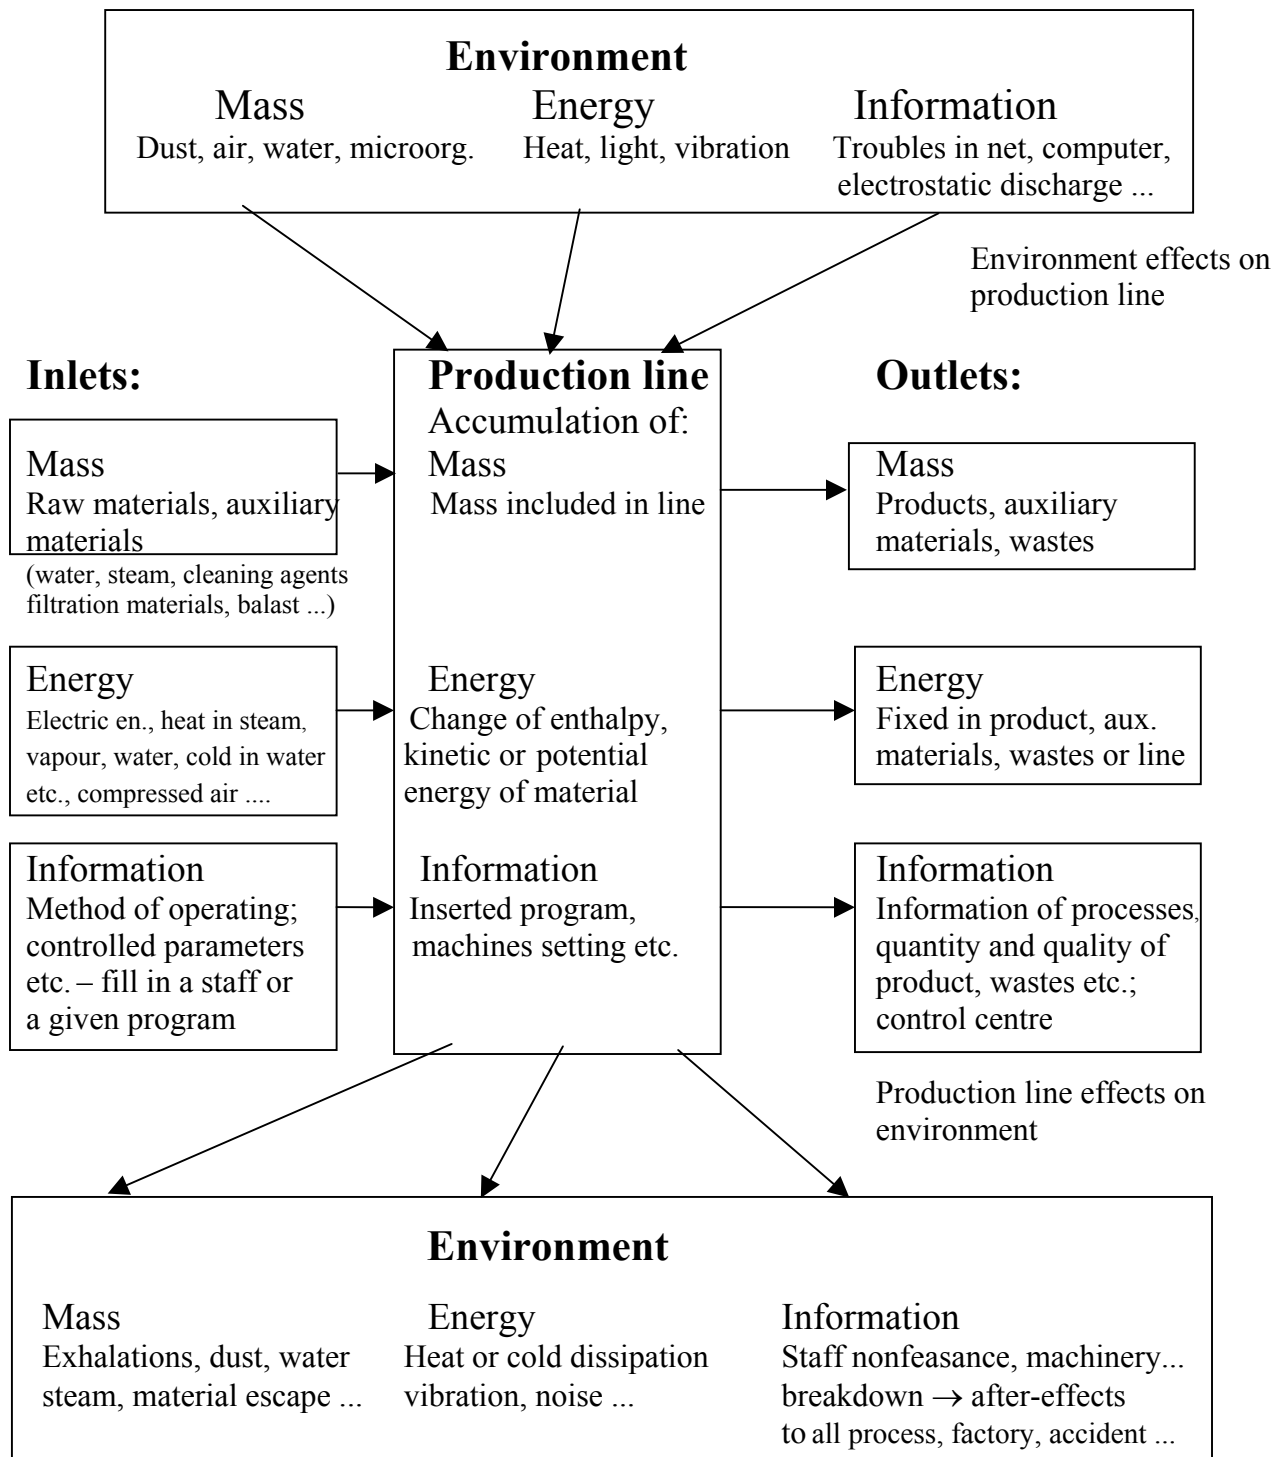 Environment
Mass
Dust, air, water, microorg.
Energy
Heat, light, vibration
Information
Troubles in net, computer,
electrostatic discharge ...
Environment effects on
production line
Inlets:
Mass
Raw materials, auxiliary
materials
(water, steam, cleaning agents
filtration materials, balast ...)
Energy
Electric en., heat in steam,
vapour, water, cold in water
etc., compressed air ....
Information
Method of operating;
controlled parameters
etc. – fill in a staff or
a given program
Production line
Accumulation of:
Mass
Mass included in line
Energy
Change of enthalpy,
kinetic or potential
energy of material
Information
Inserted program,
machines setting etc.
Outlets:
Mass
Products, auxiliary
materials, wastes
Energy
Fixed in product, aux.
materials, wastes or line
Information
Information of processes,
quantity and quality of
product, wastes etc.;
control centre
Production line effects on
environment
Environment
Mass
Exhalations, dust, water
steam, material escape ...
Energy
Heat or cold dissipation
vibration, noise ...
Information
Staff nonfeasance, machinery...
breakdown → after-effects
to all process, factory, accident ...